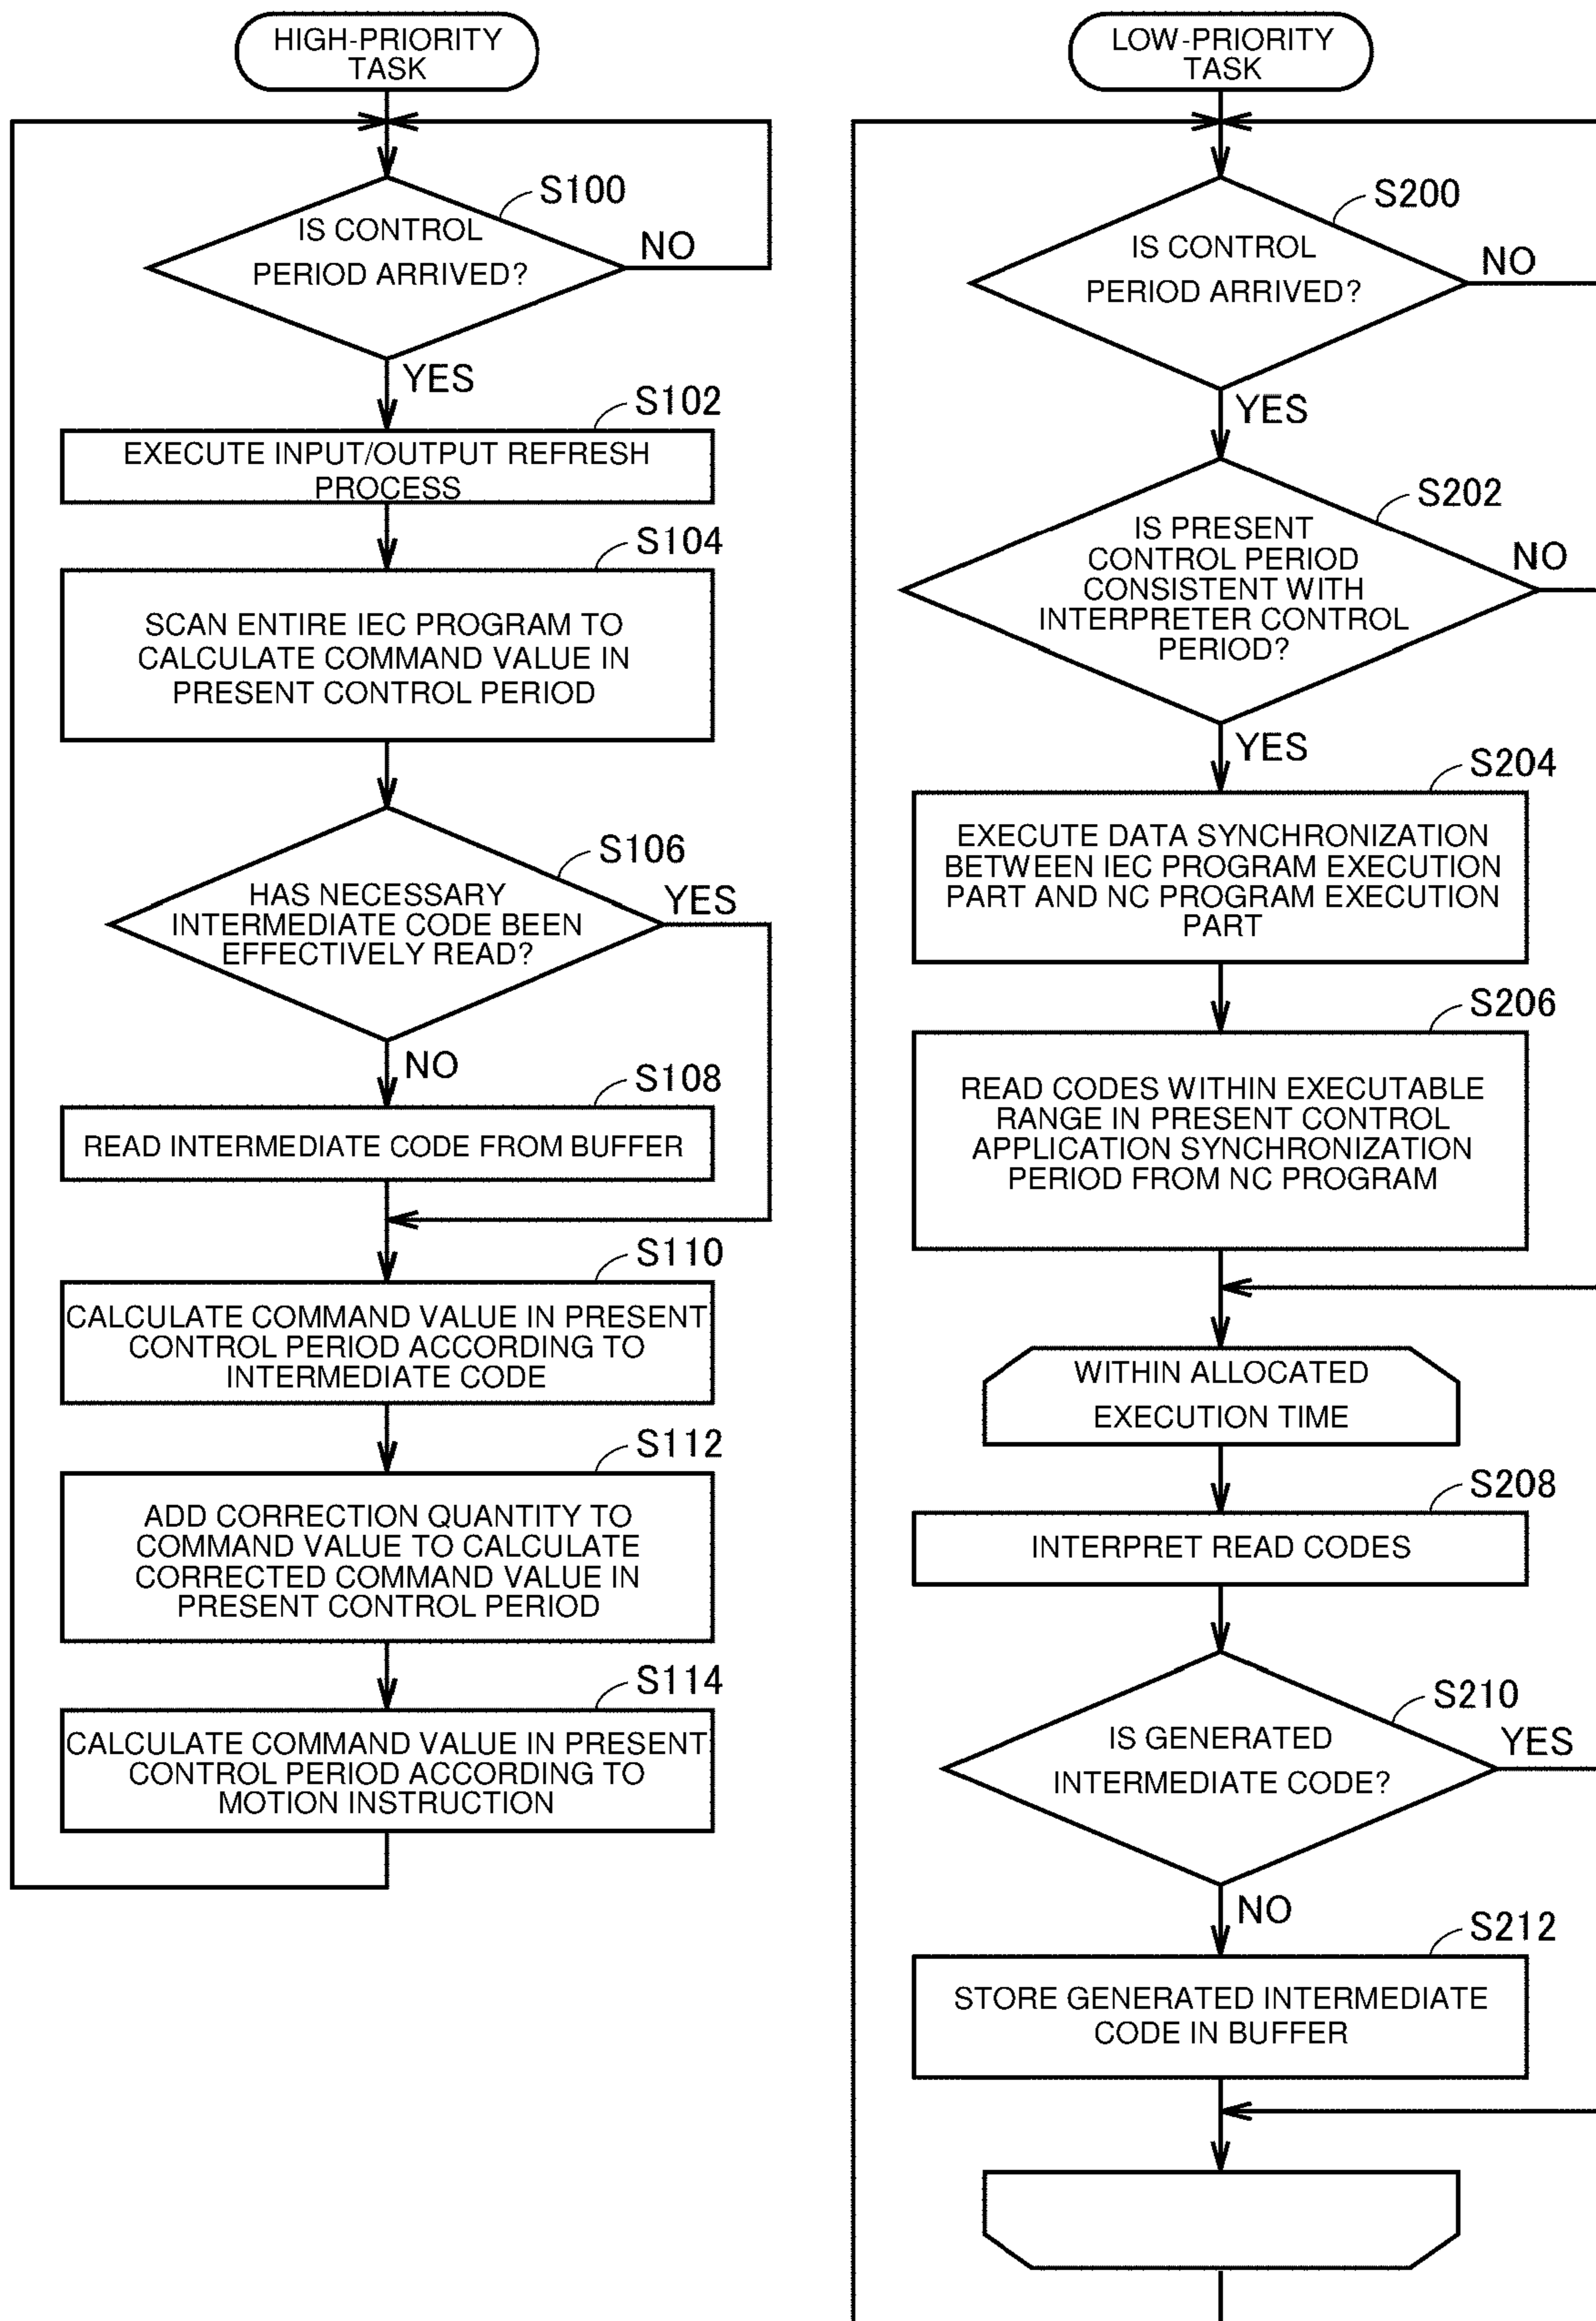 HIGH-PRIORITY
TASK
S100
IS CONTROL
PERIOD ARRIVED?
NO
YES
S102
EXECUTE INPUT/OUTPUT REFRESH
PROCESS
S104
SCAN ENTIRE IEC PROGRAM TO
CALCULATE COMMAND VALUE IN
PRESENT CONTROL PERIOD
S106
HAS NECESSARY
INTERMEDIATE CODE BEEN
EFFECTIVELY READ?
YES
NO
S108
READ INTERMEDIATE CODE FROM BUFFER
S110
CALCULATE COMMAND VALUE IN PRESENT
CONTROL PERIOD ACCORDING TO
INTERMEDIATE CODE
S112
ADD CORRECTION QUANTITY TO
COMMAND VALUE TO CALCULATE
CORRECTED COMMAND VALUE IN
PRESENT CONTROL PERIOD
S114
CALCULATE COMMAND VALUE IN PRESENT
CONTROL PERIOD ACCORDING TO
MOTION INSTRUCTION
LOW-PRIORITY
TASK
S200
IS CONTROL
PERIOD ARRIVED?
NO
YES
S202
IS PRESENT
CONTROL PERIOD
CONSISTENT WITH
INTERPRETER CONTROL
PERIOD?
NO
YES
S204
EXECUTE DATA SYNCHRONIZATION
BETWEEN IEC PROGRAM EXECUTION
PART AND NC PROGRAM EXECUTION
PART
S206
READ CODES WITHIN EXECUTABLE
RANGE IN PRESENT CONTROL
APPLICATION SYNCHRONIZATION
PERIOD FROM NC PROGRAM
WITHIN ALLOCATED
EXECUTION TIME
S208
INTERPRET READ CODES
S210
IS GENERATED
INTERMEDIATE CODE?
YES
NO
S212
STORE GENERATED INTERMEDIATE
CODE IN BUFFER